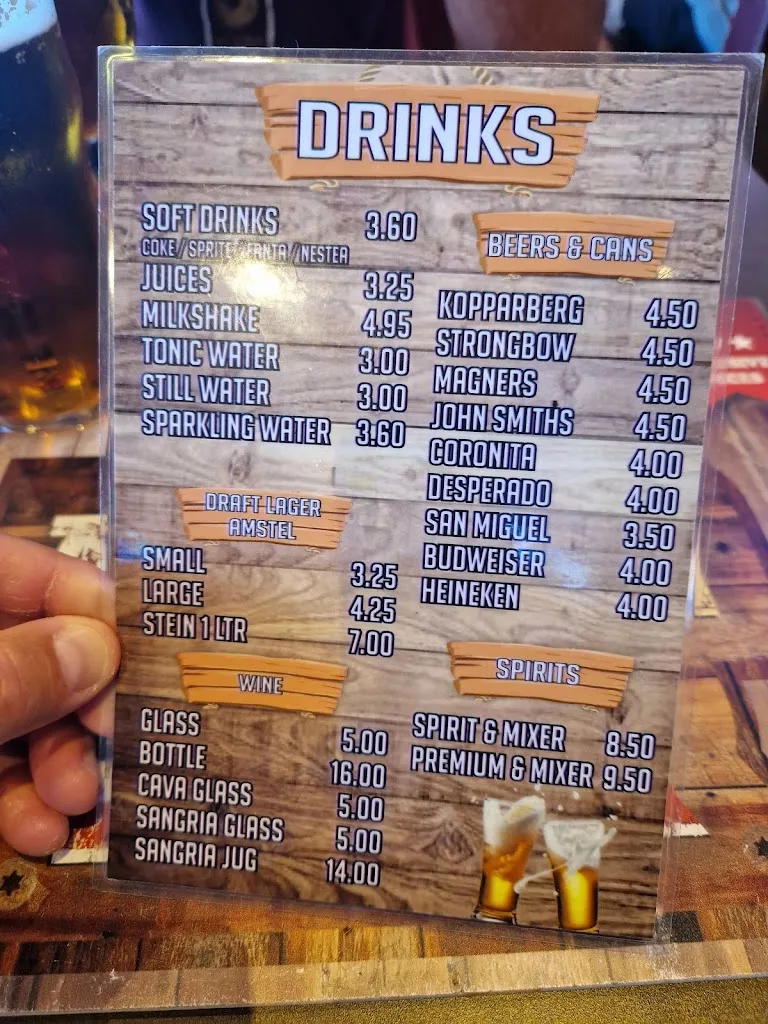 DRINKS
SOFT DRINKS 3.60
COKE//SPRITE//FANTA//NESTEA
JUICES 3.25
MILKSHAKE 4.95
TONIC WATER 3.00
STILL WATER 3.00
SPARKLING WATER 3.60
DRAFT LAGER
AMSTEL
SMALL 3.25
LARGE 4.25
STEIN 1 LTR 7.00
WINE
GLASS 5.00
BOTTLE 16.00
CAVA GLASS 5.00
SANGRIA GLASS 5.00
SANGRIA JUG 14.00
BEERS & CANS
KOPPARBERG 4.50
STRONGBOW 4.50
MAGNERS 4.50
JOHN SMITHS 4.50
CORONITA 4.00
DESPERADO 4.00
SAN MIGUEL 3.50
BUDWEISER 4.00
HEINEKEN 4.00
SPIRITS
SPIRIT & MIXER 8.50
PREMIUM & MIXER 9.50